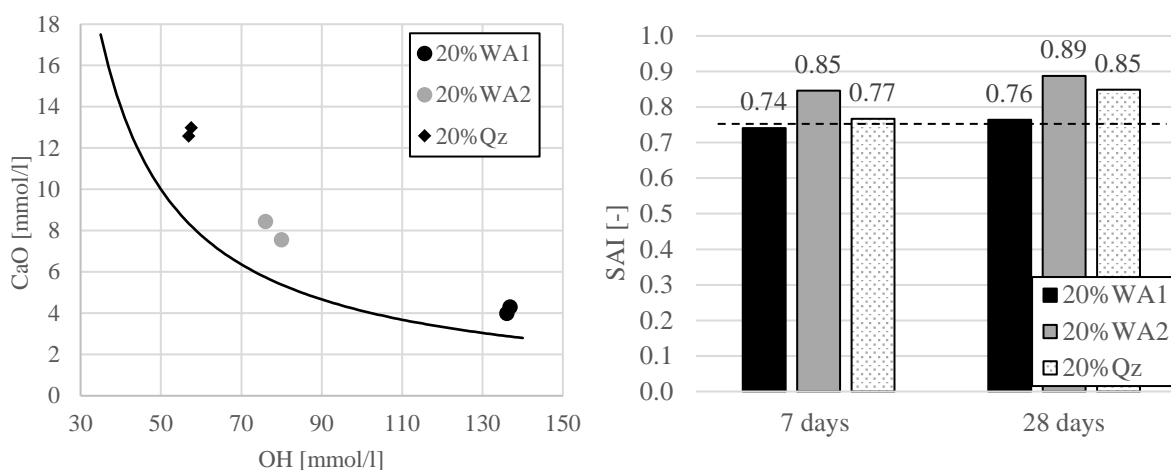 CaO [mmol/l]
18
16
14
12
10
8
6
4
2
0
30 50 70 90 110 130 150
OH [mmol/l]
20%WA1
20%WA2
20%Qz
SAI [-]
1.0
0.9
0.8
0.7
0.6
0.5
0.4
0.3
0.2
0.1
0.0
0.74 0.85 0.77 0.76 0.89 0.85
20%WA1
20%WA2
20%Qz
7 days 28 days